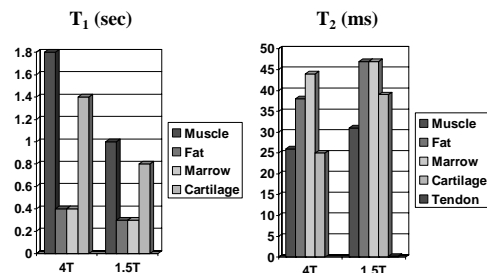 T₁ (sec)
1.8
1.6
1.4
1.2
1
0.8
0.6
0.4
0.2
0
4T 1.5T
Muscle
Fat
Marrow
Cartilage
T₂ (ms)
50
45
40
35
30
25
20
15
10
5
0
4T 1.5T
Muscle
Fat
Marrow
Cartilage
Tendon